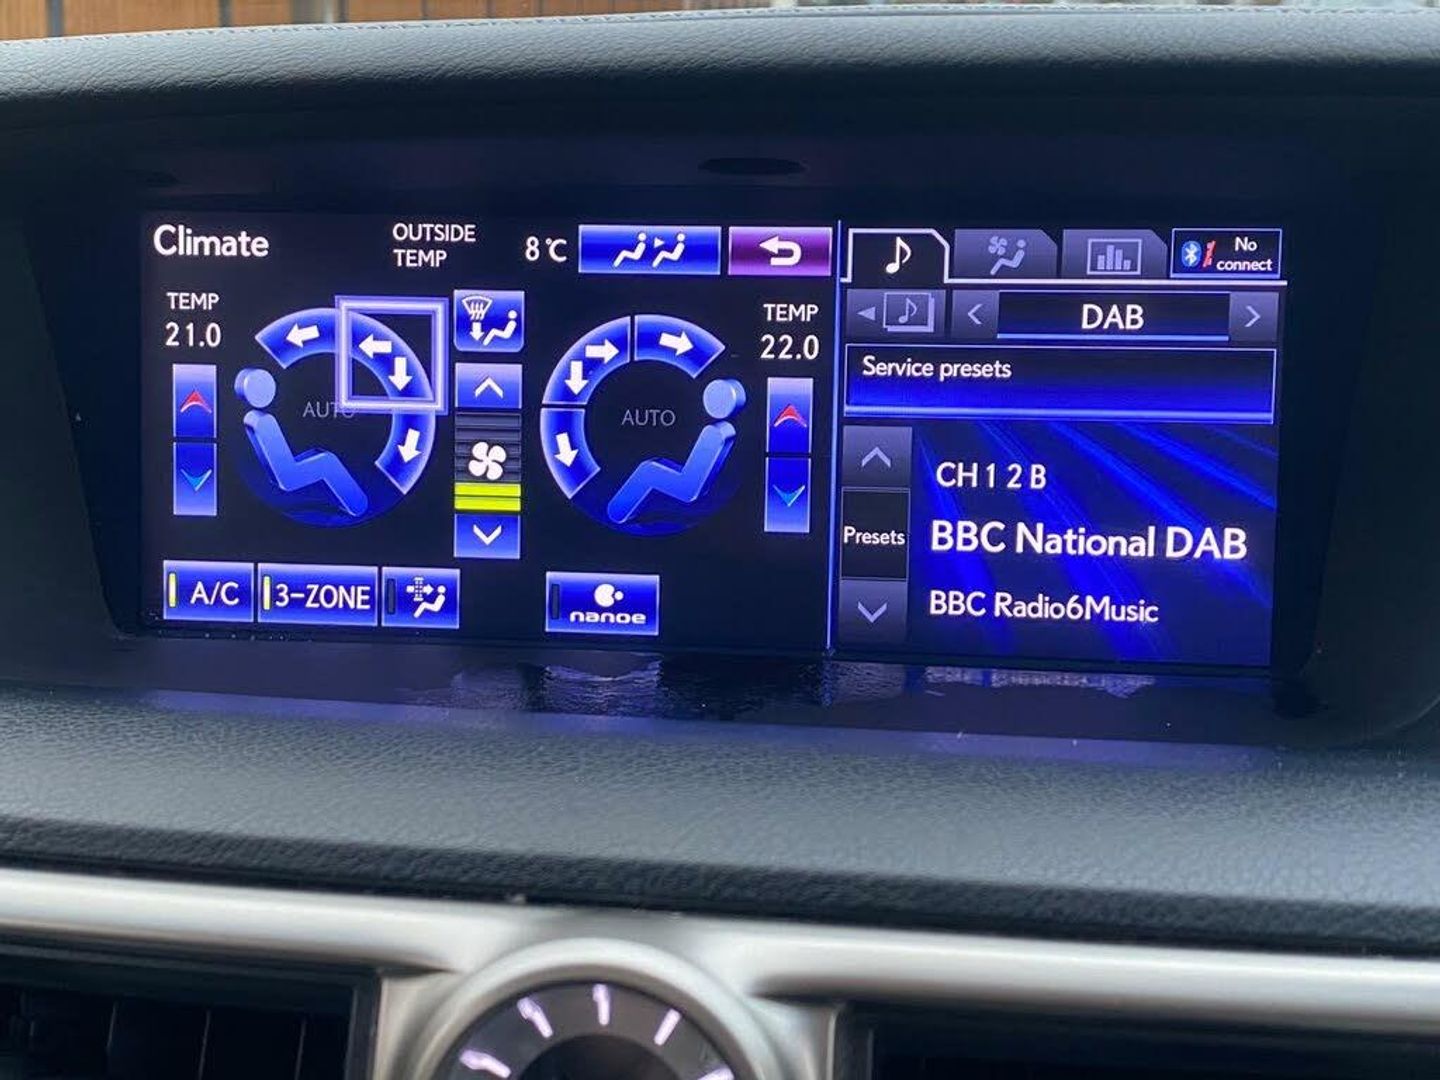 Climate
OUTSIDE
TEMP
8°C
No
connect
TEMP
21.0
TEMP
22.0
DAB
Service presets
AUTO
AUTO
CH 1 2 B
Presets
BBC National DAB
BBC Radio6Music
A/C
3-ZONE
nanoe